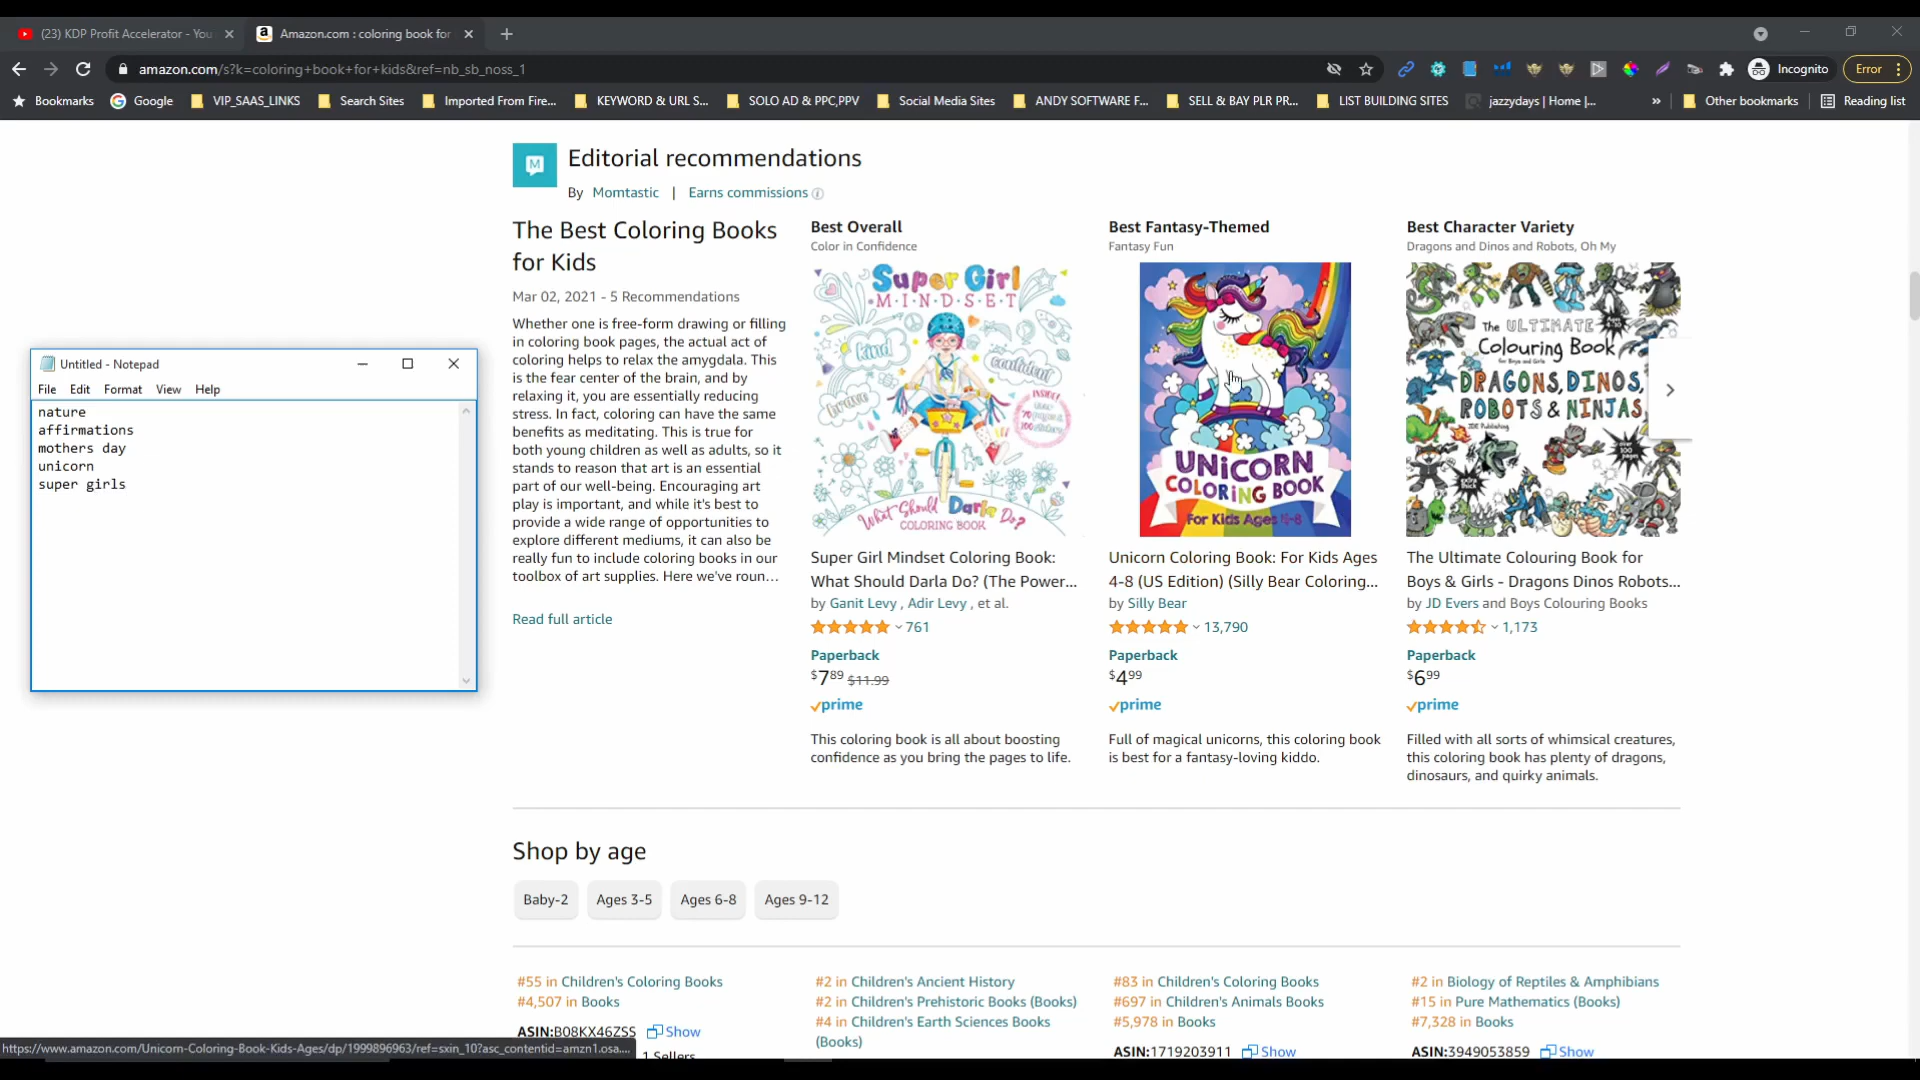 (23) KDP Profit Accelerator - You
Amazon.com : coloring book for
amazon.com/s?k=coloring+book+for+kids&ref=nb_sb_noss_1
Incognito
Error
Bookmarks
Google
VIP_SAAS_LINKS
Search Sites
Imported From Fire...
KEYWORD & URL S...
SOLO AD & PPC,PPV
Social Media Sites
ANDY SOFTWARE F...
SELL & BAY PLR PR...
LIST BUILDING SITES
jazzydays | Home |...
»
Other bookmarks
Reading list
Editorial recommendations
By Momtastic | Earns commissions
The Best Coloring Books
for Kids
Mar 02, 2021 - 5 Recommendations
Whether one is free-form drawing or filling
in coloring book pages, the actual act of
coloring helps to relax the amygdala. This
is the fear center of the brain, and by
relaxing it, you are essentially reducing
stress. In fact, coloring can have the same
benefits as meditating. This is true for
both young children as well as adults, so it
stands to reason that art is an essential
part of our well-being. Encouraging art
play is important, and while it's best to
provide a wide range of opportunities to
explore different mediums, it can also be
really fun to include coloring books in our
toolbox of art supplies. Here we've roun...
Read full article
Best Overall
Color in Confidence
Super Girl
MINDSET
kind
confident
brave
INSIDE!
What Should Darla Do?
COLORING BOOK
Super Girl Mindset Coloring Book:
What Should Darla Do? (The Power...
by Ganit Levy , Adir Levy , et al.
761
Paperback
$7 89 $11.99
prime
This coloring book is all about boosting
confidence as you bring the pages to life.
Best Fantasy-Themed
Fantasy Fun
UNICORN
COLORING BOOK
For Kids Ages 4-8
Unicorn Coloring Book: For Kids Ages
4-8 (US Edition) (Silly Bear Coloring...
by Silly Bear
13,790
Paperback
$4 99
prime
Full of magical unicorns, this coloring book
is best for a fantasy-loving kiddo.
Best Character Variety
Dragons and Dinos and Robots, Oh My
The ULTIMATE
Colouring Book
for Boys and Girls
DRAGONS, DINOS,
ROBOTS & NINJAS
JDE Publishing
The Ultimate Colouring Book for
Boys & Girls - Dragons Dinos Robots...
by JD Evers and Boys Colouring Books
1,173
Paperback
$6 99
prime
Filled with all sorts of whimsical creatures,
this coloring book has plenty of dragons,
dinosaurs, and quirky animals.
Untitled - Notepad
File Edit Format View Help
nature
affirmations
mothers day
unicorn
super girls
Shop by age
Baby-2
Ages 3-5
Ages 6-8
Ages 9-12
#55 in Children's Coloring Books
#4,507 in Books
ASIN:B08KX46ZSS Show
1 Sellers
#2 in Children's Ancient History
#2 in Children's Prehistoric Books (Books)
#4 in Children's Earth Sciences Books
(Books)
#83 in Children's Coloring Books
#697 in Children's Animals Books
#5,978 in Books
ASIN:1719203911 Show
#2 in Biology of Reptiles & Amphibians
#15 in Pure Mathematics (Books)
#7,328 in Books
ASIN:3949053859 Show
https://www.amazon.com/Unicorn-Coloring-Book-Kids-Ages/dp/1999896963/ref=sxin_10?asc_contentid=amzn1.osa....